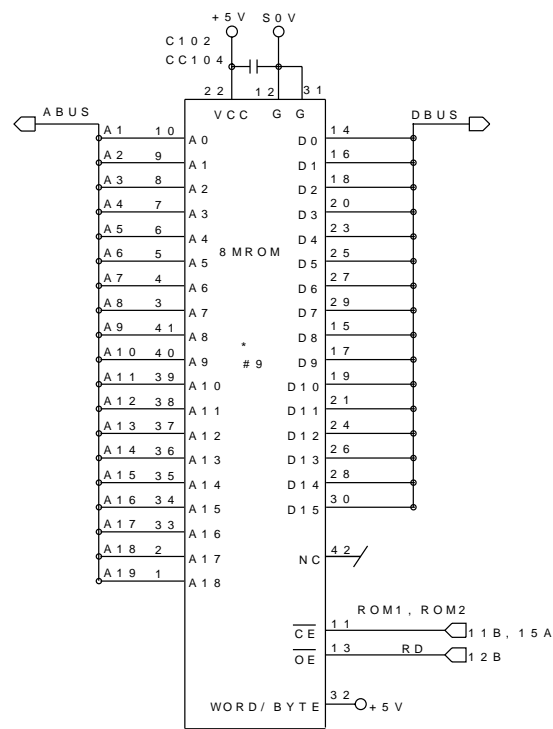 +5V S0V
C102
CC104
22 12 31
VCC G G
ABUS DBUS
A1 10 A0 D0 14
A2 9 A1 D1 16
A3 8 A2 D2 18
A4 7 A3 D3 20
A5 6 A4 D4 23
8MROM
A6 5 A5 D5 25
A7 4 A6 D6 27
A8 3 A7 D7 29
A9 41 A8 D8 15
*
A10 40 A9 #9 D9 17
A11 39 A10 D10 19
A12 38 A11 D11 21
A13 37 A12 D12 24
A14 36 A13 D13 26
A15 35 A14 D14 28
A16 34 A15 D15 30
A17 33 A16
A18 2 A17 NC 42
A19 1 A18
ROM1, ROM2
CE 11 11B, 15A
OE 13 RD 12B
WORD/ BYTE 32 +5V